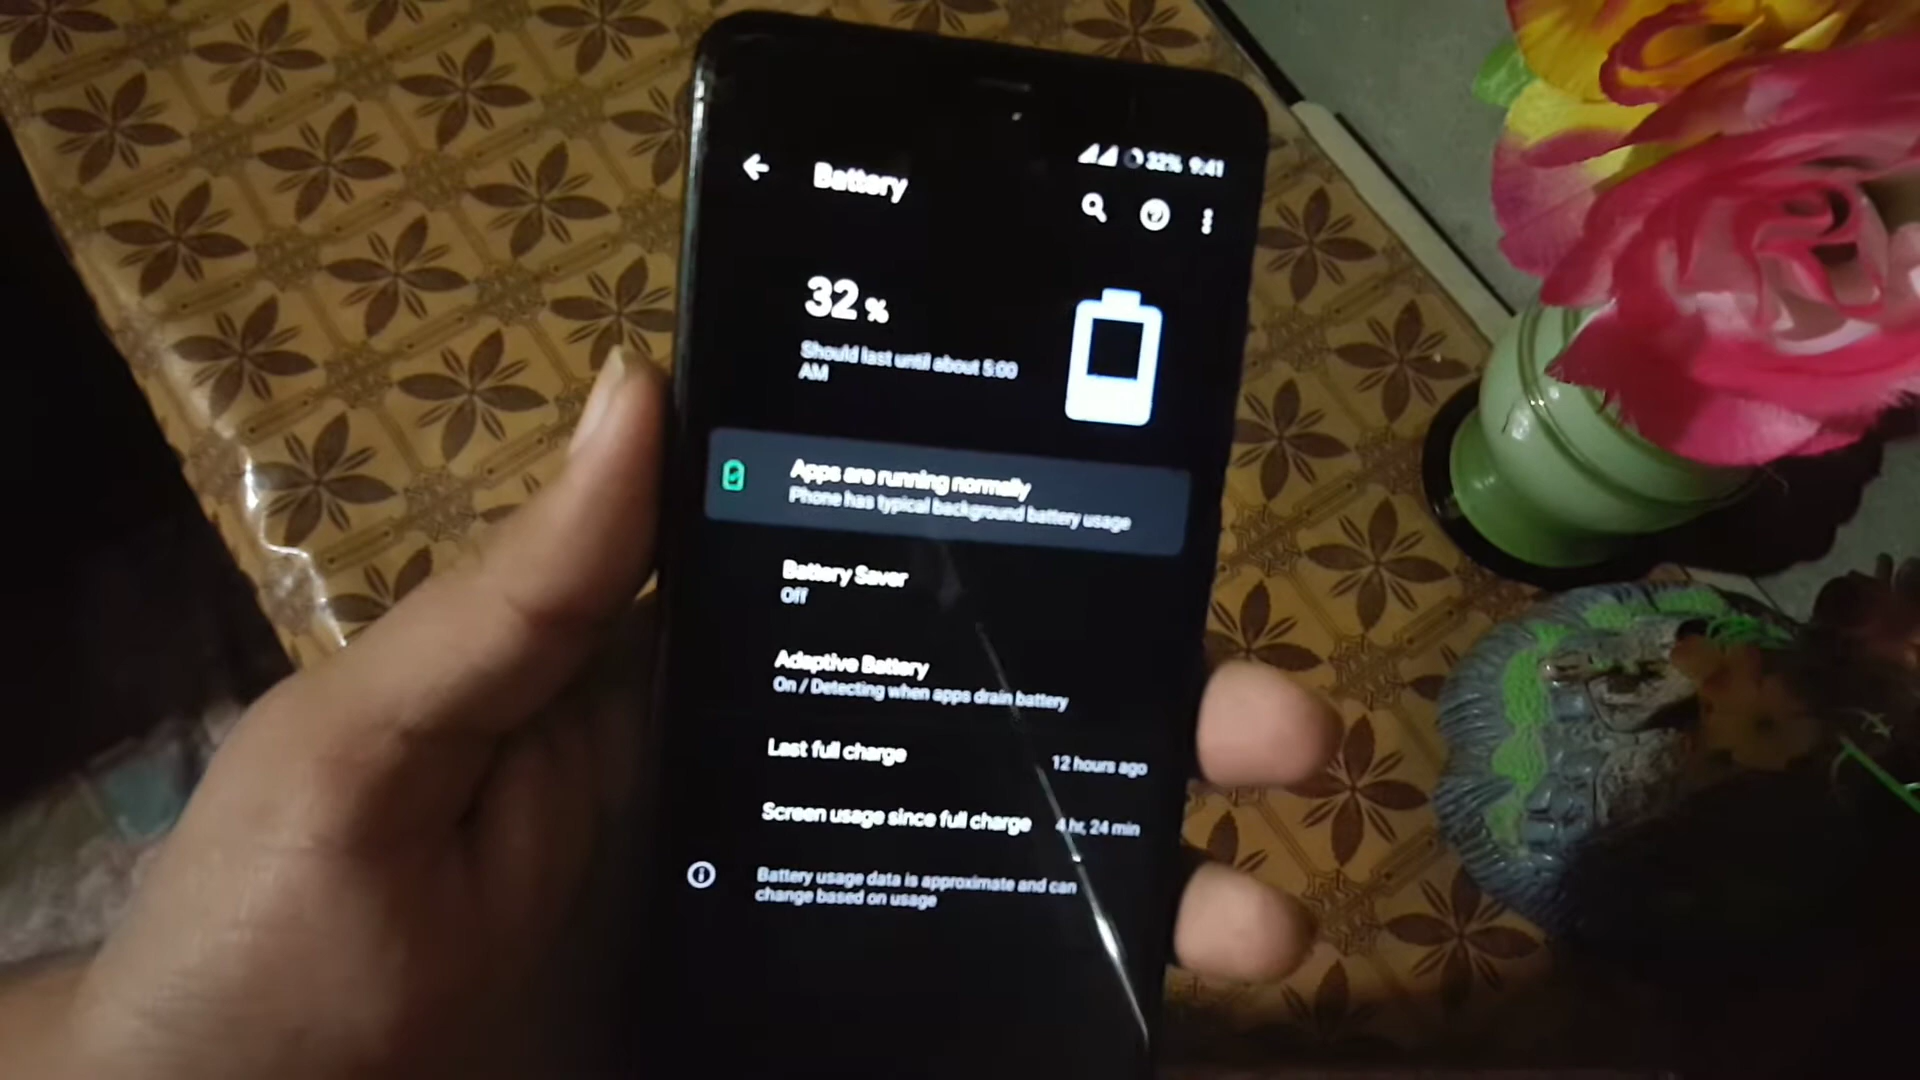 32% 9:41
Battery
32 %
Should last until about 5:00
AM
Apps are running normally
Phone has typical background battery usage
Battery Saver
Off
Adaptive Battery
On / Detecting when apps drain battery
Last full charge 12 hours ago
Screen usage since full charge 4 hr, 24 min
Battery usage data is approximate and can
change based on usage